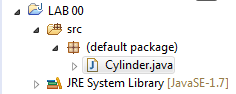 LAB 00
src
(default package)
Cylinder.java
JRE System Library [JavaSE-1.7]